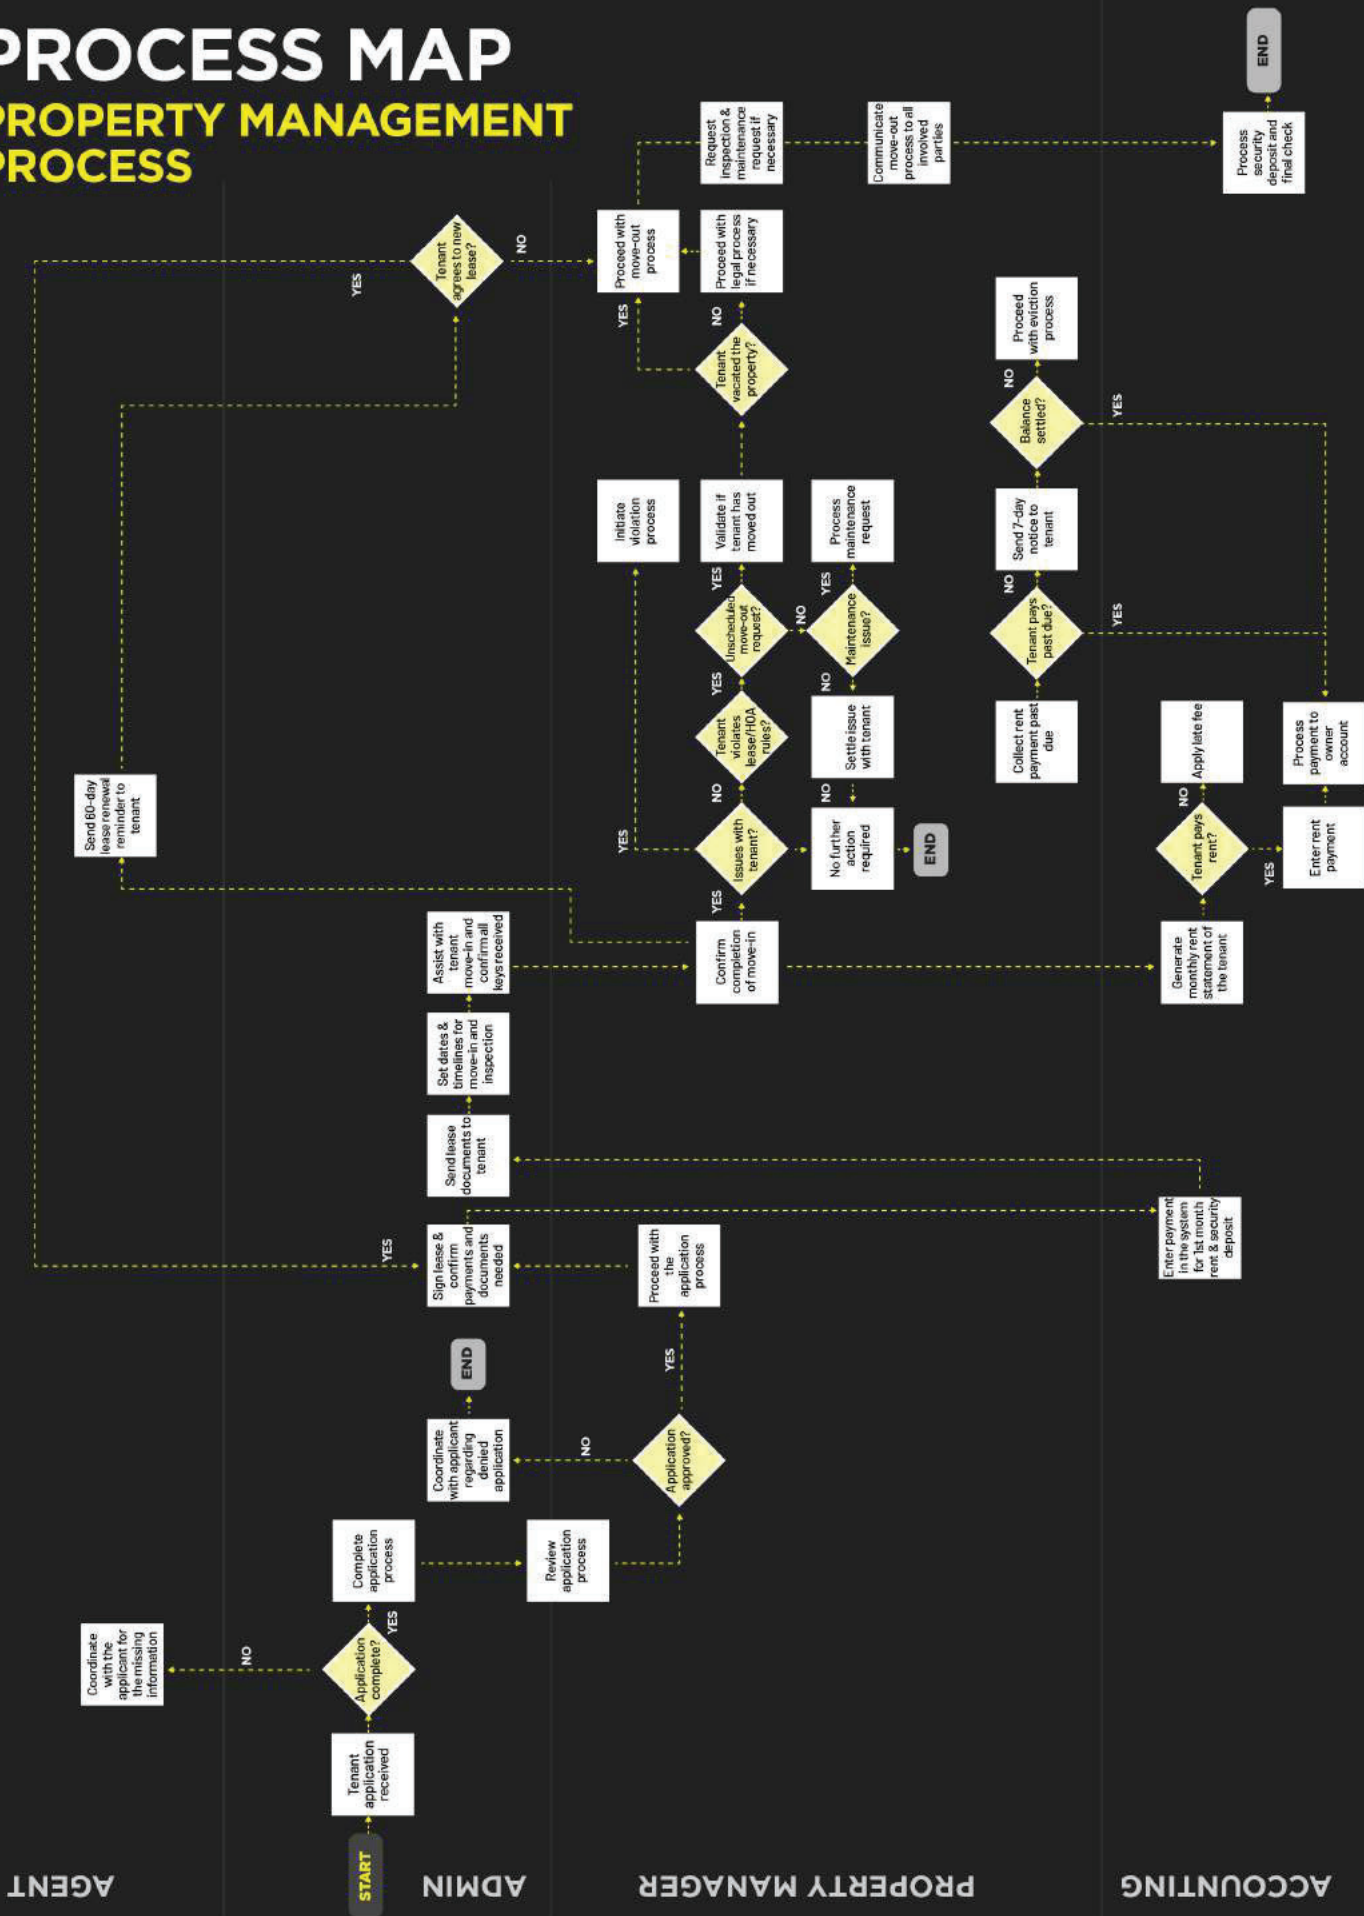 PROCESS MAP
PROPERTY MANAGEMENT
PROCESS
AGENT
ADMIN
PROPERTY MANAGER
ACCOUNTING
START
Tenant
application
received
Application
complete?
NO
Coordinate
with the
applicant for
the missing
information
YES
Complete
application
process
Review
application
process
Application
approved?
NO
Coordinate
with applicant
regarding
denied
application
END
YES
Proceed with
the
application
process
Sign lease &
confirm
payments and
documents
needed
YES
Enter payment
in the system
for 1st month
rent & security
deposit
Send lease
documents to
tenant
Set dates &
timelines for
move-in and
inspection
Assist with
tenant
move-in and
confirm all
keys received
Confirm
completion
of move-in
Send 60-day
lease renewal
reminder to
tenant
Tenant
agrees to new
lease?
YES
NO
YES
Issues with
tenant?
YES
Initiate
violation
process
NO
Tenant
violates
lease/HOA
rules?
YES
Unscheduled
move-out
request?
YES
Validate if
tenant has
moved out
NO
Maintenance
issue?
YES
Process
maintenance
request
NO
Settle issue
with tenant
NO
No further
action
required
END
Tenant
vacated the
property?
YES
NO
Proceed with
legal process
if necessary
Proceed with
move-out
process
Request
inspection &
maintenance
request if
necessary
Communicate
move-out
process to all
involved
parties
Process
security
deposit and
final check
END
Generate
monthly rent
statement of
the tenant
Tenant pays
rent?
NO
Apply late fee
YES
Enter rent
payment
Process
payment to
owner
account
Collect rent
payment past
due
Tenant pays
past due?
NO
YES
Send 7-day
notice to
tenant
Balance
settled?
NO
YES
Proceed
with eviction
process